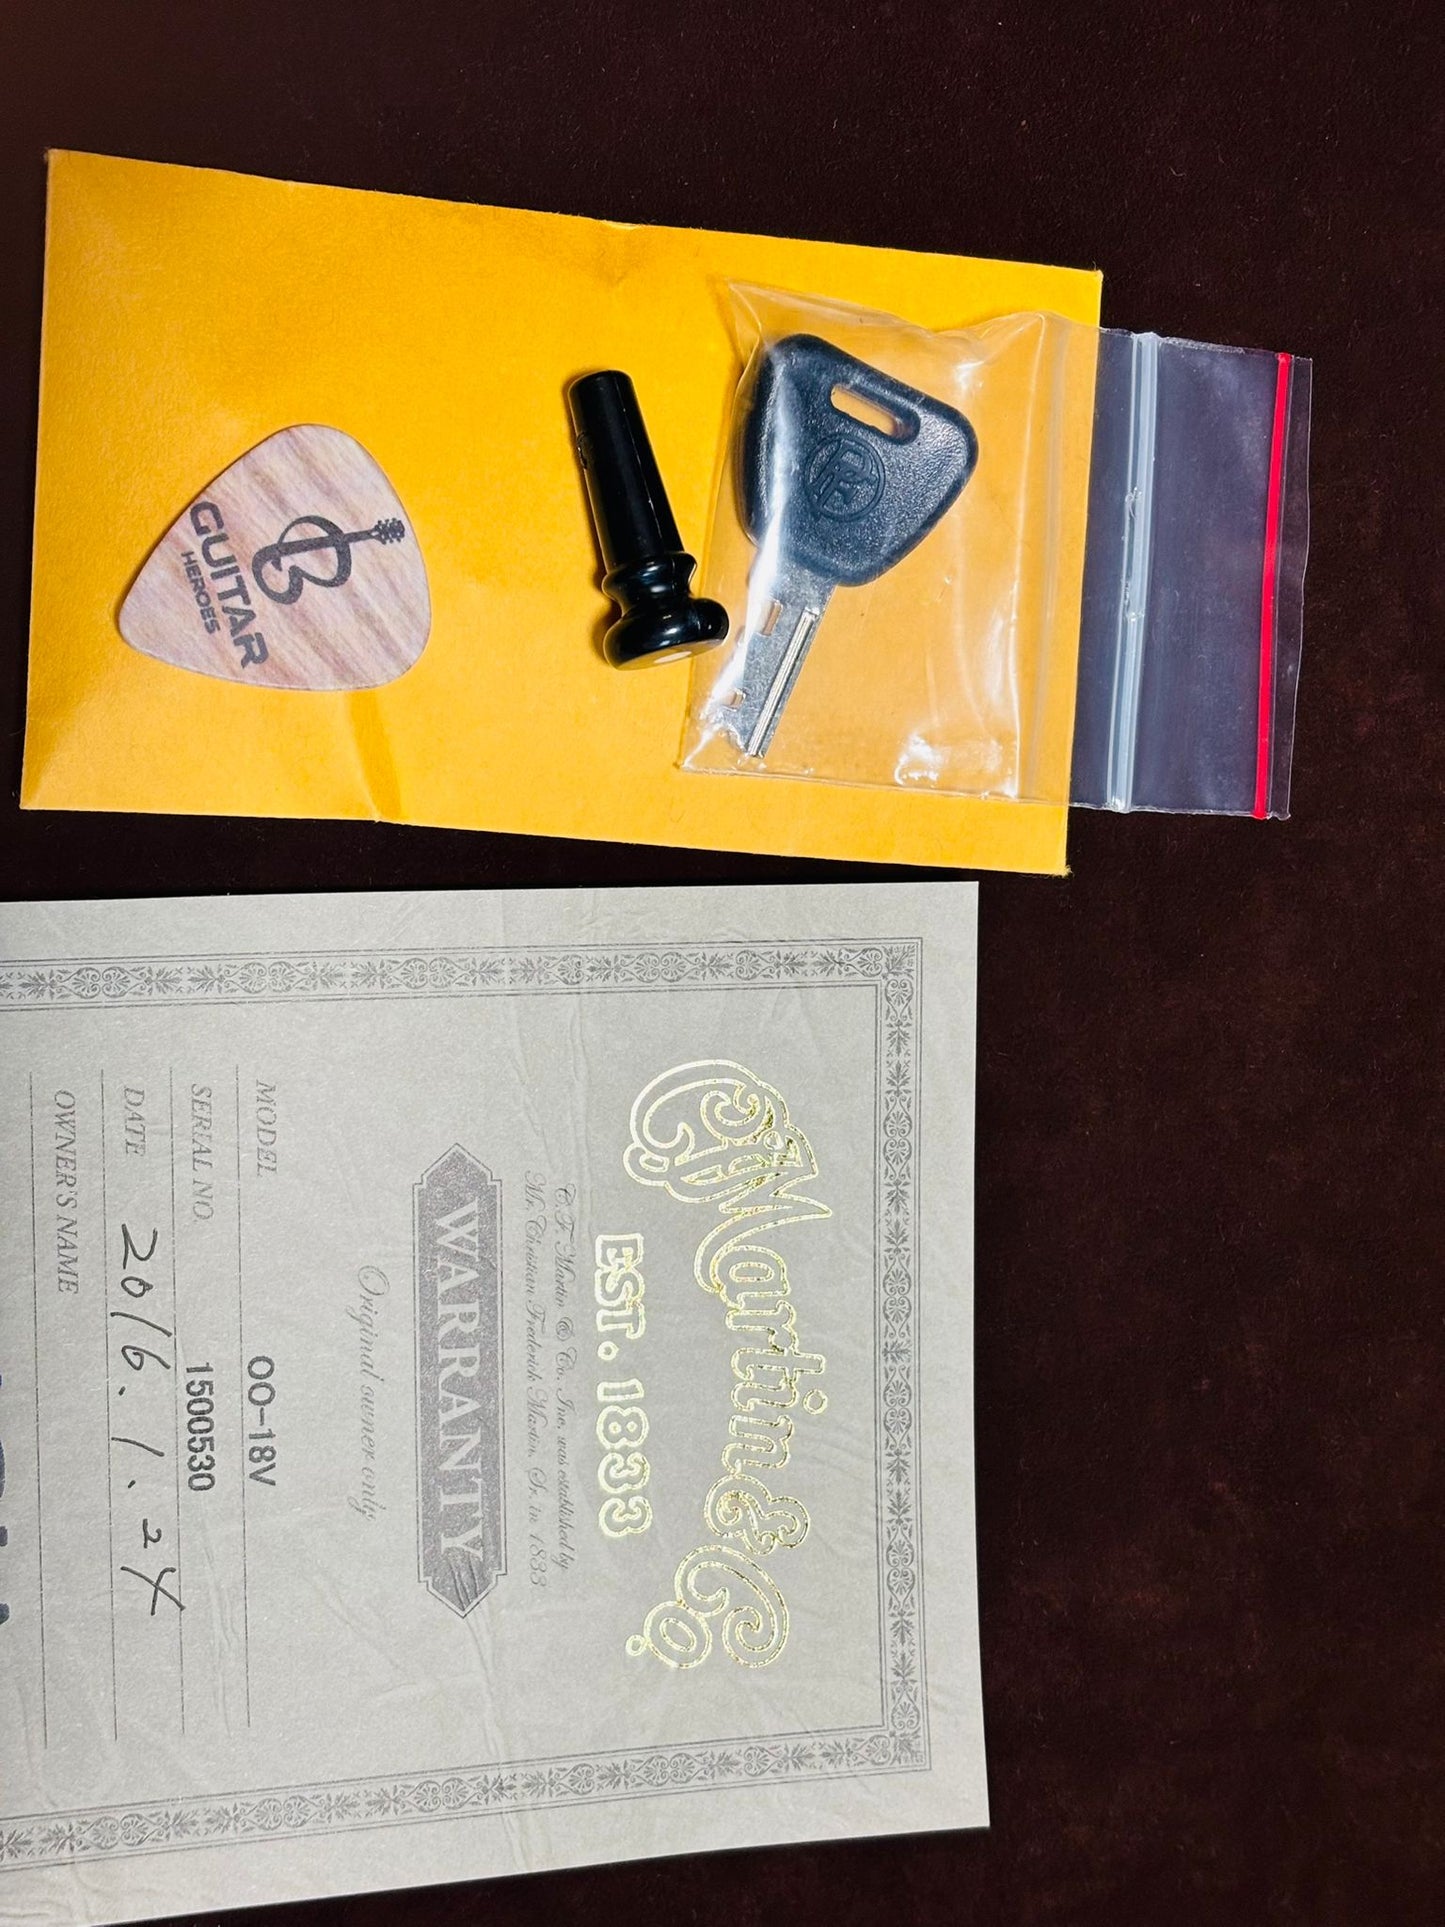 GUITAR
HEROES
Martin & Co
EST. 1833
C. F. Martin & Co. Inc. was established by
Mr. Christian Frederick Martin, Sr. in 1833
WARRANTY
Original owner only
MODEL OO-18V
SERIAL NO. 1500530
DATE 2016.1.24
OWNER'S NAME